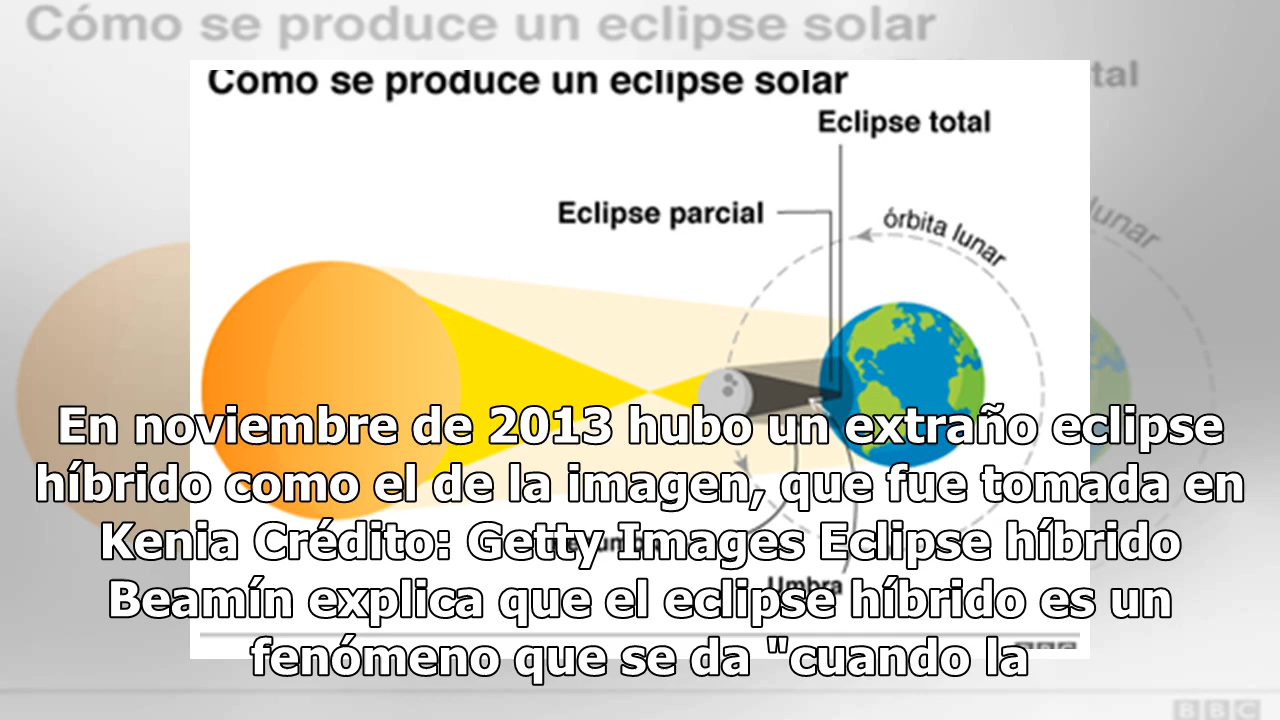 Cómo se produce un eclipse solar
Cómo se produce un eclipse solar
tal
Eclipse total
Eclipse parcial
órbita lunar
lunar
En noviembre de 2013 hubo un extraño eclipse
híbrido como el de la imagen, que fue tomada en
Kenia Crédito: Getty Images Eclipse híbrido
Umbra
Beamín explica que el eclipse híbrido es un
fenómeno que se da "cuando la
BBC